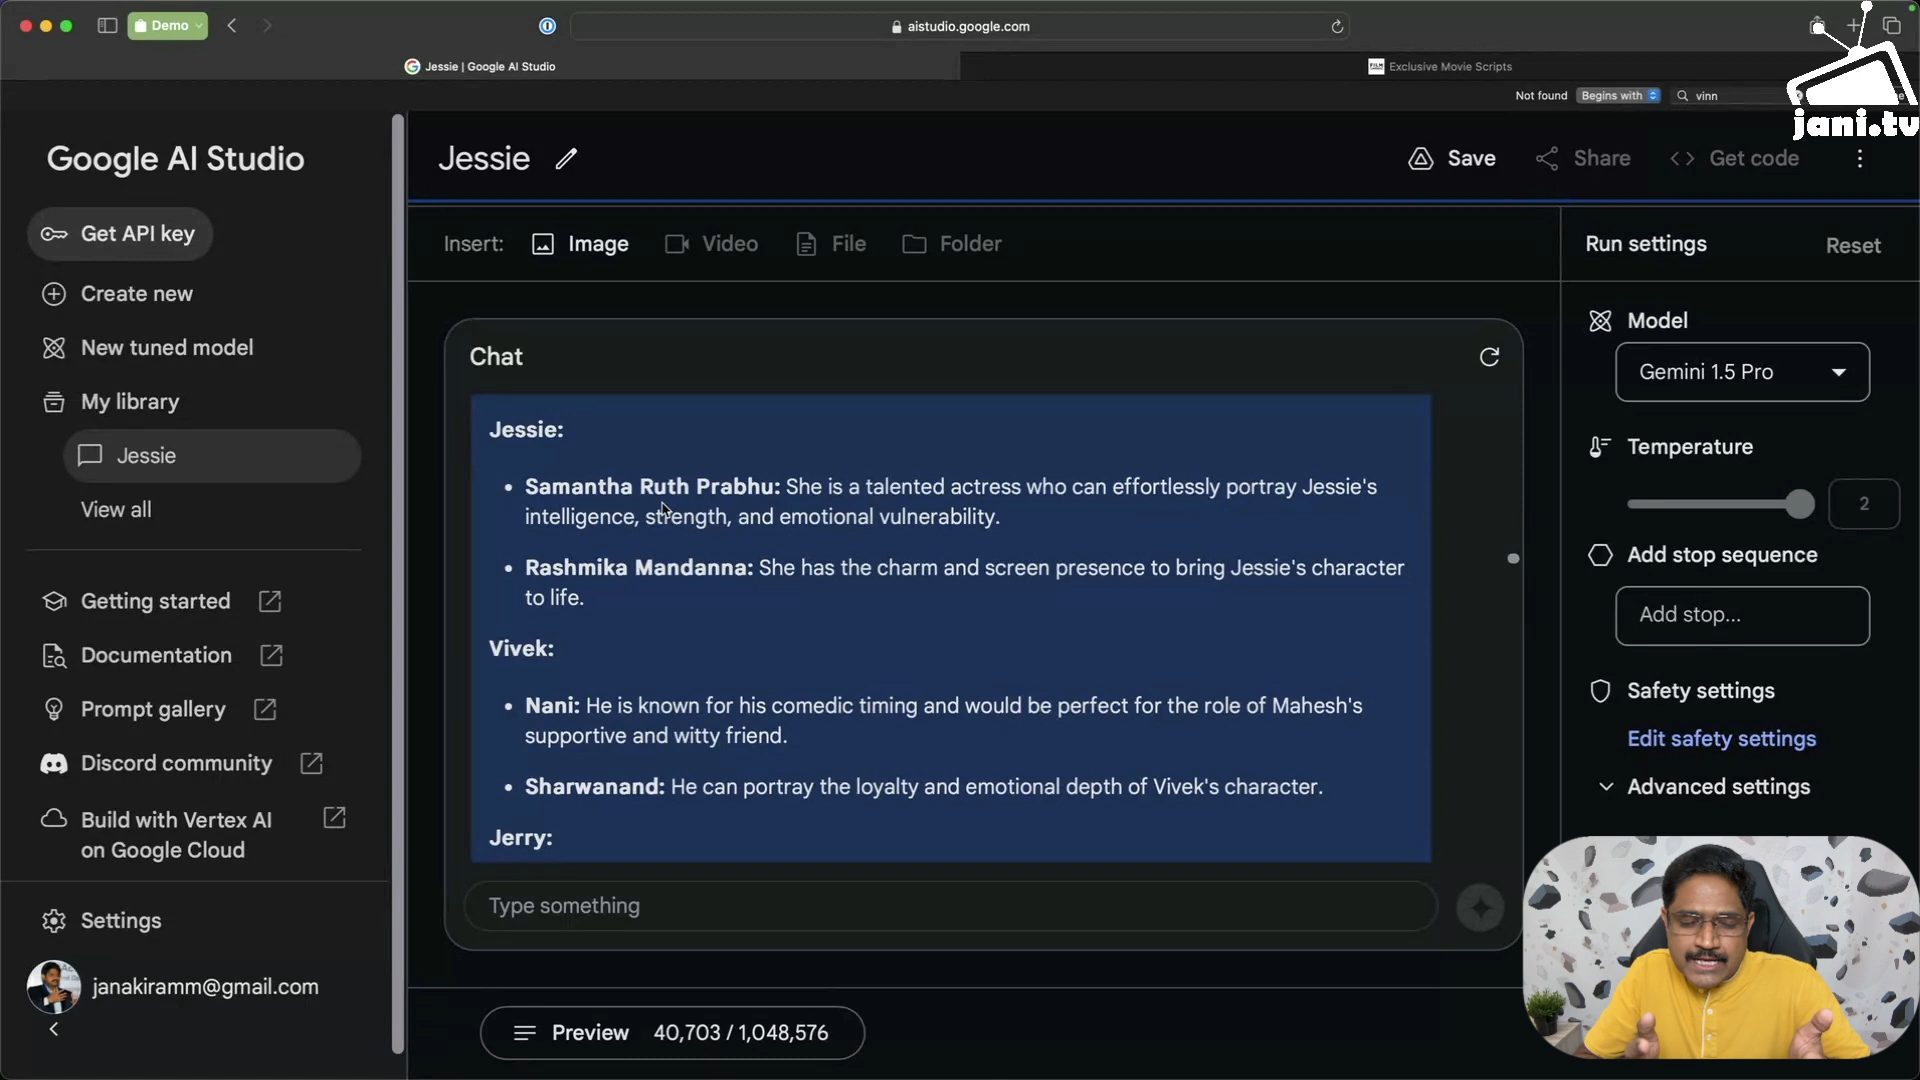 Demo
aistudio.google.com
Jessie | Google AI Studio
Exclusive Movie Scripts
Not found
Begins with
vinn
jani.tv
Google AI Studio
Get API key
Create new
New tuned model
My library
Jessie
View all
Getting started
Documentation
Prompt gallery
Discord community
Build with Vertex AI
on Google Cloud
Settings
janakiramm@gmail.com
Jessie
Save
Share
<> Get code
Insert:
Image
Video
File
Folder
Chat
Jessie:
• Samantha Ruth Prabhu: She is a talented actress who can effortlessly portray Jessie's
intelligence, strength, and emotional vulnerability.
• Rashmika Mandanna: She has the charm and screen presence to bring Jessie's character
to life.
Vivek:
• Nani: He is known for his comedic timing and would be perfect for the role of Mahesh's
supportive and witty friend.
• Sharwanand: He can portray the loyalty and emotional depth of Vivek's character.
Jerry:
Type something
Preview 40,703 / 1,048,576
Run settings
Reset
Model
Gemini 1.5 Pro
Temperature
2
Add stop sequence
Add stop...
Safety settings
Edit safety settings
Advanced settings